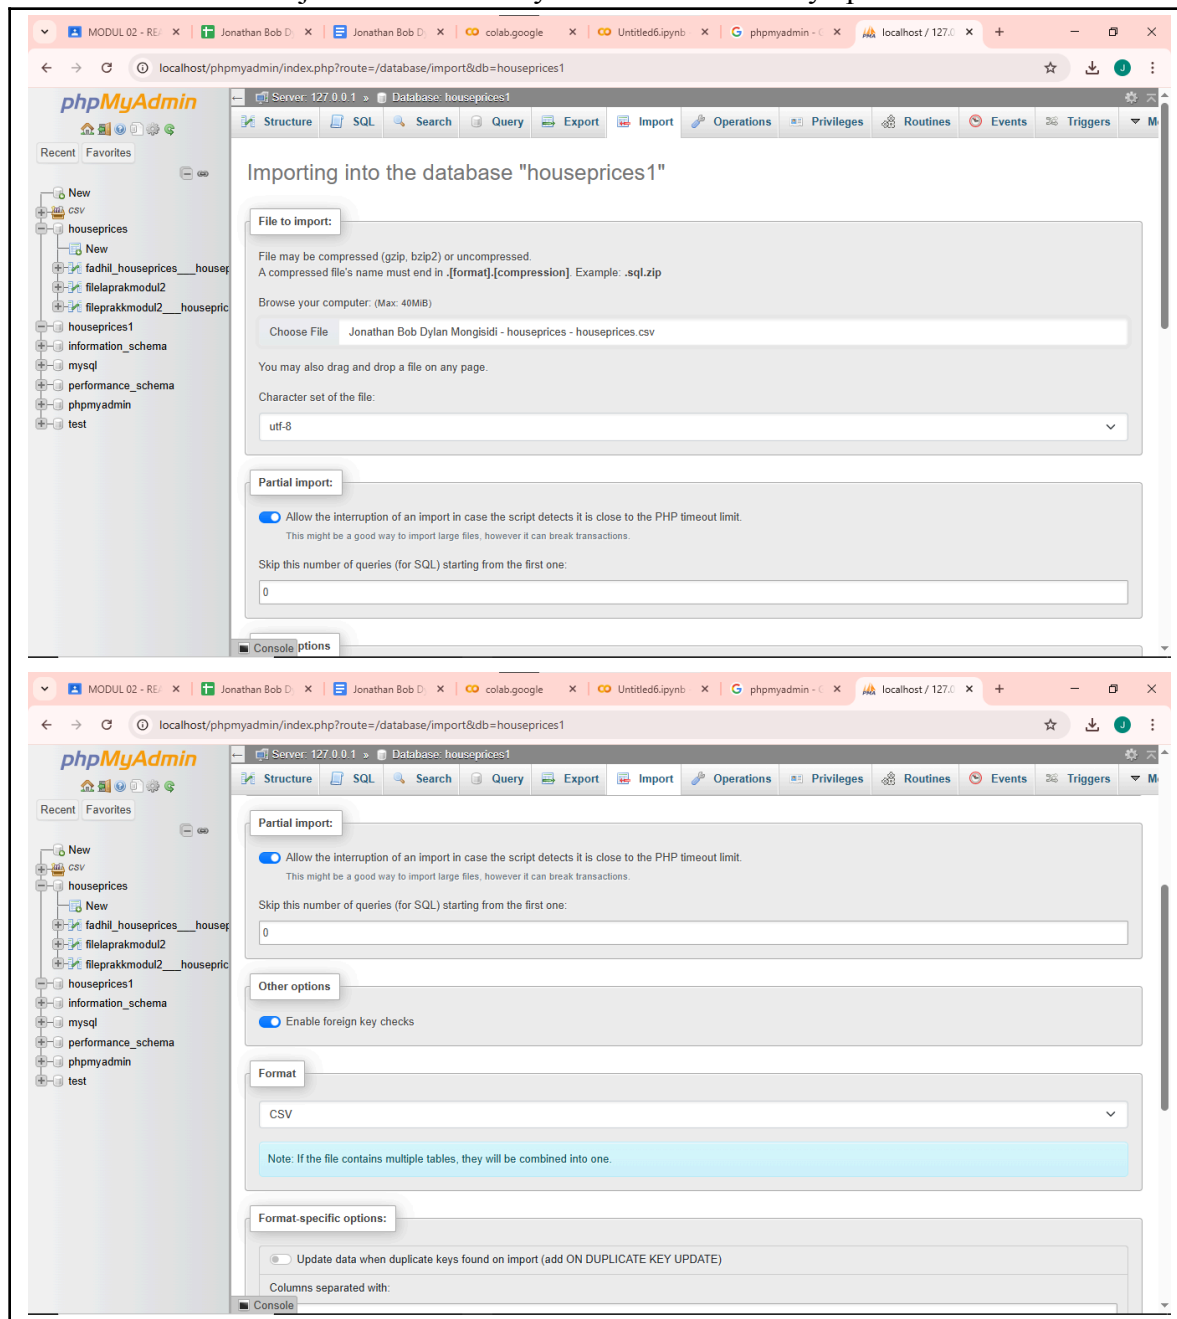 MODUL 02 - RE
Jonathan Bob D
Jonathan Bob D
colab.google
Untitled6.ipynb
phpmyadmin -
localhost / 127.0
localhost/phpmyadmin/index.php?route=/database/import&db=houseprices1
phpMyAdmin
Recent Favorites
New
csv
houseprices
New
fadhil_houseprices___housep
filelaprakmodul2
fileprakkmodul2___housepric
houseprices1
information_schema
mysql
performance_schema
phpmyadmin
test
Server: 127.0.0.1 » Database: houseprices1
Structure SQL Search Query Export Import Operations Privileges Routines Events Triggers M
Importing into the database "houseprices1"
File to import:
File may be compressed (gzip, bzip2) or uncompressed.
A compressed file's name must end in .[format].[compression]. Example: .sql.zip
Browse your computer: (Max: 40MiB)
Choose File Jonathan Bob Dylan Mongisidi - houseprices - houseprices.csv
You may also drag and drop a file on any page.
Character set of the file:
utf-8
Partial import:
Allow the interruption of an import in case the script detects it is close to the PHP timeout limit.
This might be a good way to import large files, however it can break transactions.
Skip this number of queries (for SQL) starting from the first one:
0
Console ptions
MODUL 02 - RE
Jonathan Bob D
Jonathan Bob D
colab.google
Untitled6.ipynb
phpmyadmin -
localhost / 127.0
localhost/phpmyadmin/index.php?route=/database/import&db=houseprices1
phpMyAdmin
Recent Favorites
New
csv
houseprices
New
fadhil_houseprices___housep
filelaprakmodul2
fileprakkmodul2___housepric
houseprices1
information_schema
mysql
performance_schema
phpmyadmin
test
Server: 127.0.0.1 » Database: houseprices1
Structure SQL Search Query Export Import Operations Privileges Routines Events Triggers M
Partial import:
Allow the interruption of an import in case the script detects it is close to the PHP timeout limit.
This might be a good way to import large files, however it can break transactions.
Skip this number of queries (for SQL) starting from the first one:
0
Other options
Enable foreign key checks
Format
CSV
Note: If the file contains multiple tables, they will be combined into one.
Format-specific options:
Update data when duplicate keys found on import (add ON DUPLICATE KEY UPDATE)
Columns separated with:
Console